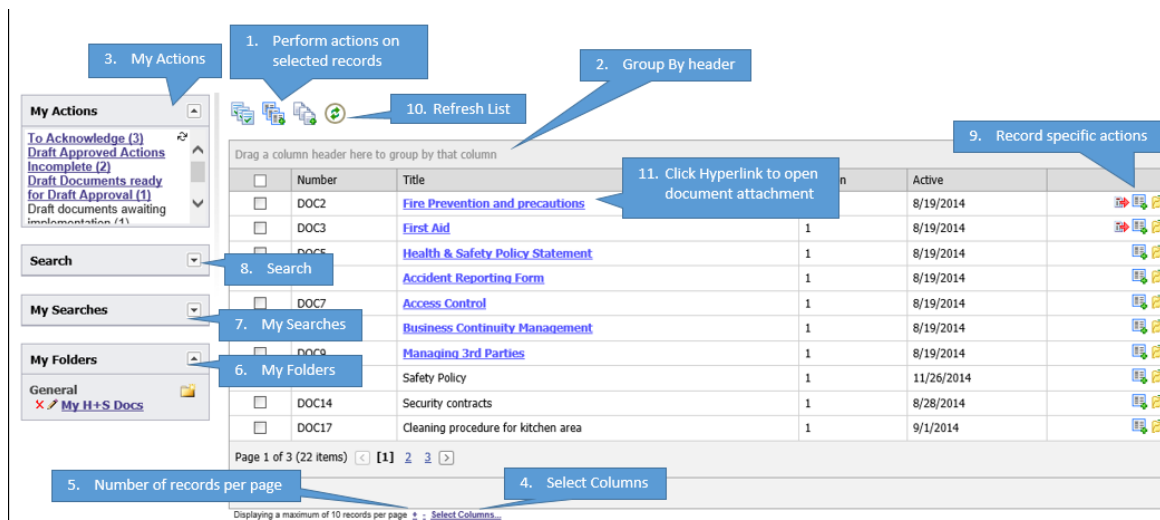 1. Perform actions on
selected records
3. My Actions
2. Group By header
My Actions
10. Refresh List
9. Record specific actions
To Acknowledge (3)
Draft Approved Actions
Incomplete (2)
Draft Documents ready
for Draft Approval (1)
Draft documents awaiting
implementation (1)
Drag a column header here to group by that column
Number Title Active
11. Click Hyperlink to open
document attachment
DOC2 Fire Prevention and precautions 8/19/2014
DOC3 First Aid 1 8/19/2014
DOC5 Health & Safety Policy Statement 1 8/19/2014
Search
8. Search
Accident Reporting Form 1 8/19/2014
DOC7 Access Control 1 8/19/2014
My Searches
7. My Searches
Business Continuity Management 1 8/19/2014
DOC9 Managing 3rd Parties 1 8/19/2014
My Folders
6. My Folders
Safety Policy 1 11/26/2014
General
My H+S Docs
DOC14 Security contracts 1 8/28/2014
DOC17 Cleaning procedure for kitchen area 1 9/1/2014
Page 1 of 3 (22 items) < [1] 2 3 >
5. Number of records per page
4. Select Columns
Displaying a maximum of 10 records per page + - Select Columns...